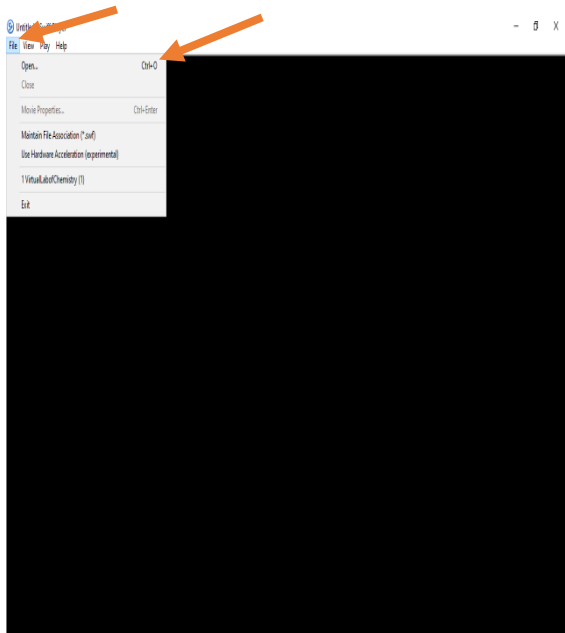 File View Play Help
Open... Ctrl+O
Close
Movie Properties... Ctrl+Enter
Maintain File Association (*.swf)
Use Hardware Acceleration (experimental)
1 VirtualLabofChemistry (1)
Exit